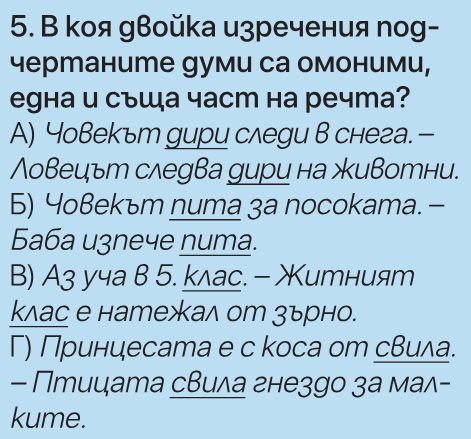 5. В коя двойка изречения под-
чертаните думи са омоними,
една и съща част на речта?
А) Човекът дири следи в снега. –
Ловецът следва дири на животни.
Б) Човекът пита за посоката. –
Баба изпече пита.
В) Аз уча в 5. клас. – Житният
клас е натежал от зърно.
Г) Принцесата е с коса от свила.
– Птицата свила гнездо за мал-
ките.